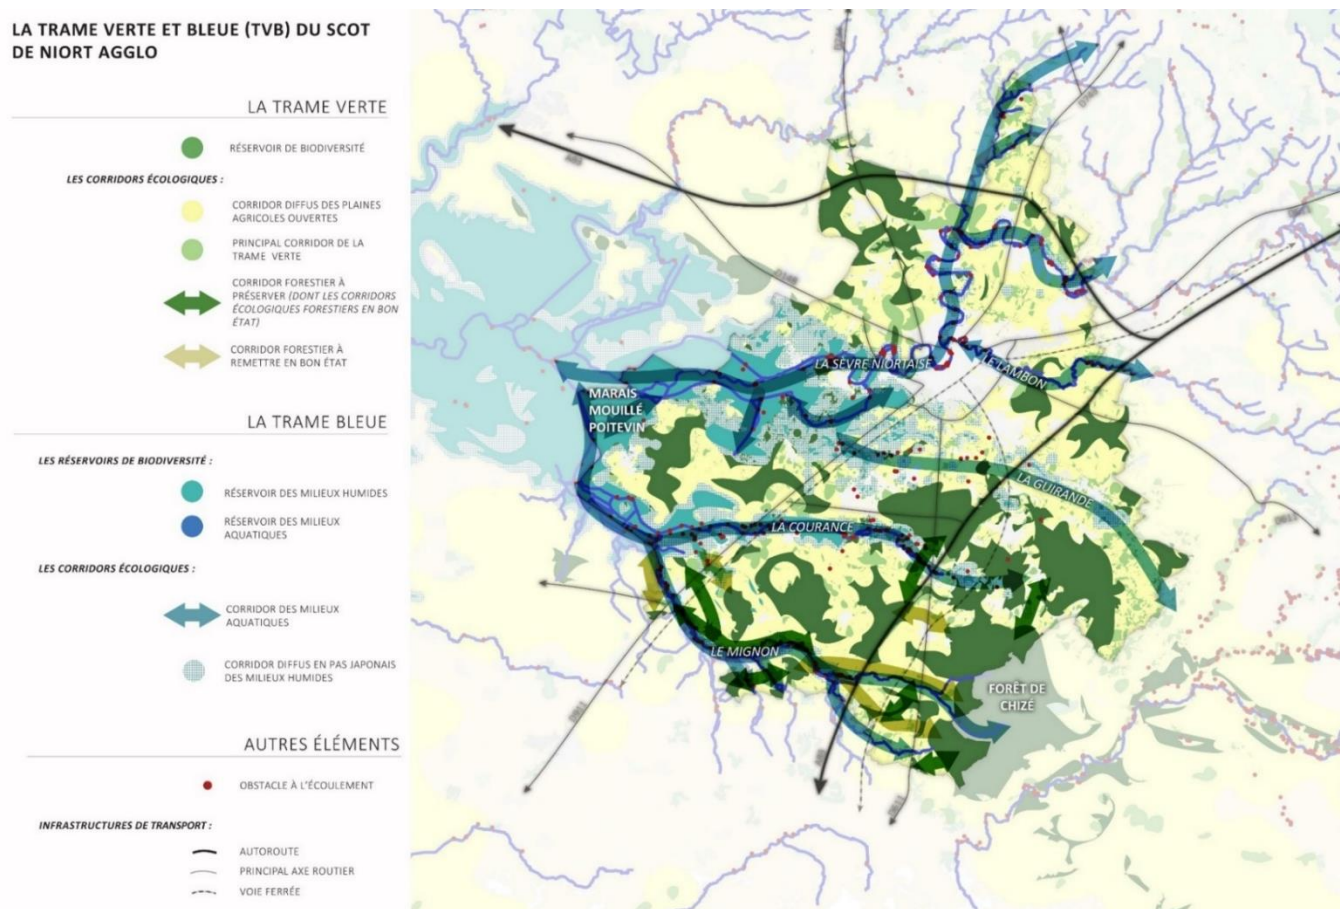 LA TRAME VERTE ET BLEUE (TVB) DU SCOT
DE NIORT AGGLO
LA TRAME VERTE
RÉSERVOIR DE BIODIVERSITÉ
LES CORRIDORS ÉCOLOGIQUES :
CORRIDOR DIFFUS DES PLAINES
AGRICOLES OUVERTES
PRINCIPAL CORRIDOR DE LA
TRAME VERTE
CORRIDOR FORESTIER À
PRÉSERVER (DONT LES CORRIDORS
ÉCOLOGIQUES FORESTIERS EN BON
ÉTAT)
CORRIDOR FORESTIER À
REMETTRE EN BON ÉTAT
LA TRAME BLEUE
LES RÉSERVOIRS DE BIODIVERSITÉ :
RÉSERVOIR DES MILIEUX HUMIDES
RÉSERVOIR DES MILIEUX
AQUATIQUES
LES CORRIDORS ÉCOLOGIQUES :
CORRIDOR DES MILIEUX
AQUATIQUES
CORRIDOR DIFFUS EN PAS JAPONAIS
DES MILIEUX HUMIDES
AUTRES ÉLÉMENTS
OBSTACLE À L'ÉCOULEMENT
INFRASTRUCTURES DE TRANSPORT :
AUTOROUTE
PRINCIPAL AXE ROUTIER
VOIE FERRÉE
A83
D148
LA SÈVRE NIORTAISE
LE LAMBON
MARAIS
MOUILLÉ
POITEVIN
LA GUIRANDE
LA COURANCE
LE MIGNON
FORÊT DE
CHIZÉ